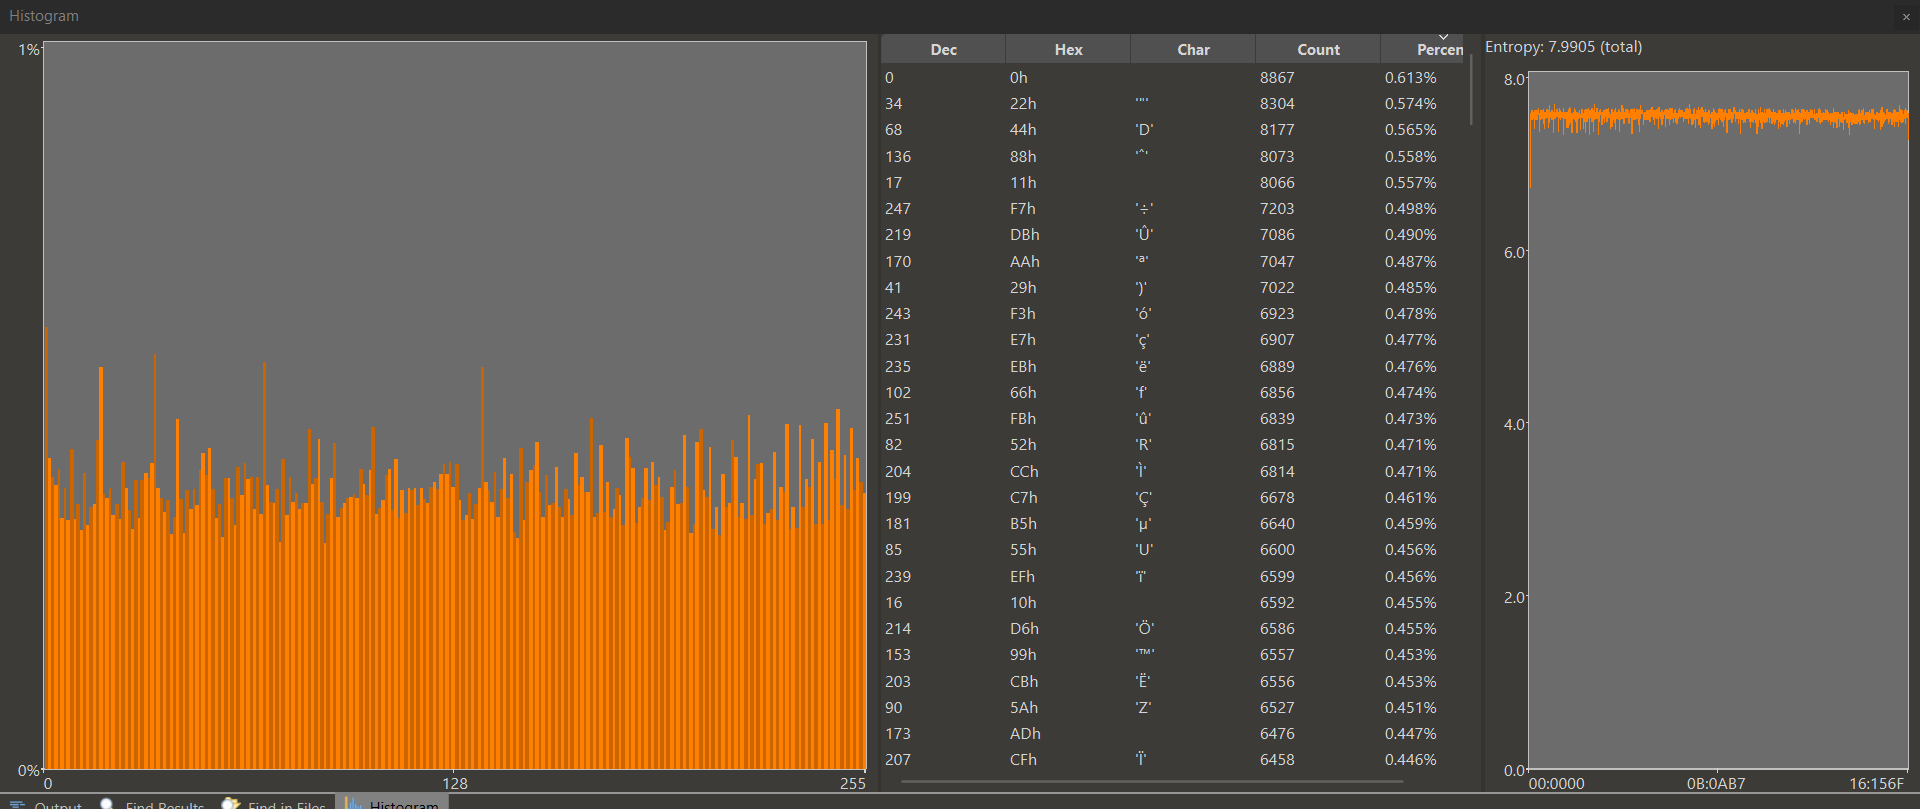 Histogram ×
1%
0%
0 128 255
Dec Hex Char Count Percen
0 0h 8867 0.613%
34 22h '"' 8304 0.574%
68 44h 'D' 8177 0.565%
136 88h 'ˆ' 8073 0.558%
17 11h 8066 0.557%
247 F7h '÷' 7203 0.498%
219 DBh 'Û' 7086 0.490%
170 AAh 'ª' 7047 0.487%
41 29h ')' 7022 0.485%
243 F3h 'ó' 6923 0.478%
231 E7h 'ç' 6907 0.477%
235 EBh 'ë' 6889 0.476%
102 66h 'f' 6856 0.474%
251 FBh 'û' 6839 0.473%
82 52h 'R' 6815 0.471%
204 CCh 'Ì' 6814 0.471%
199 C7h 'Ç' 6678 0.461%
181 B5h 'µ' 6640 0.459%
85 55h 'U' 6600 0.456%
239 EFh 'ï' 6599 0.456%
16 10h 6592 0.455%
214 D6h 'Ö' 6586 0.455%
153 99h '™' 6557 0.453%
203 CBh 'Ë' 6556 0.453%
90 5Ah 'Z' 6527 0.451%
173 ADh 6476 0.447%
207 CFh 'Ï' 6458 0.446%
Entropy: 7.9905 (total)
8.0
6.0
4.0
2.0
0.0
00:0000 0B:0AB7 16:156F
Output Find Results Find in Files Histogram